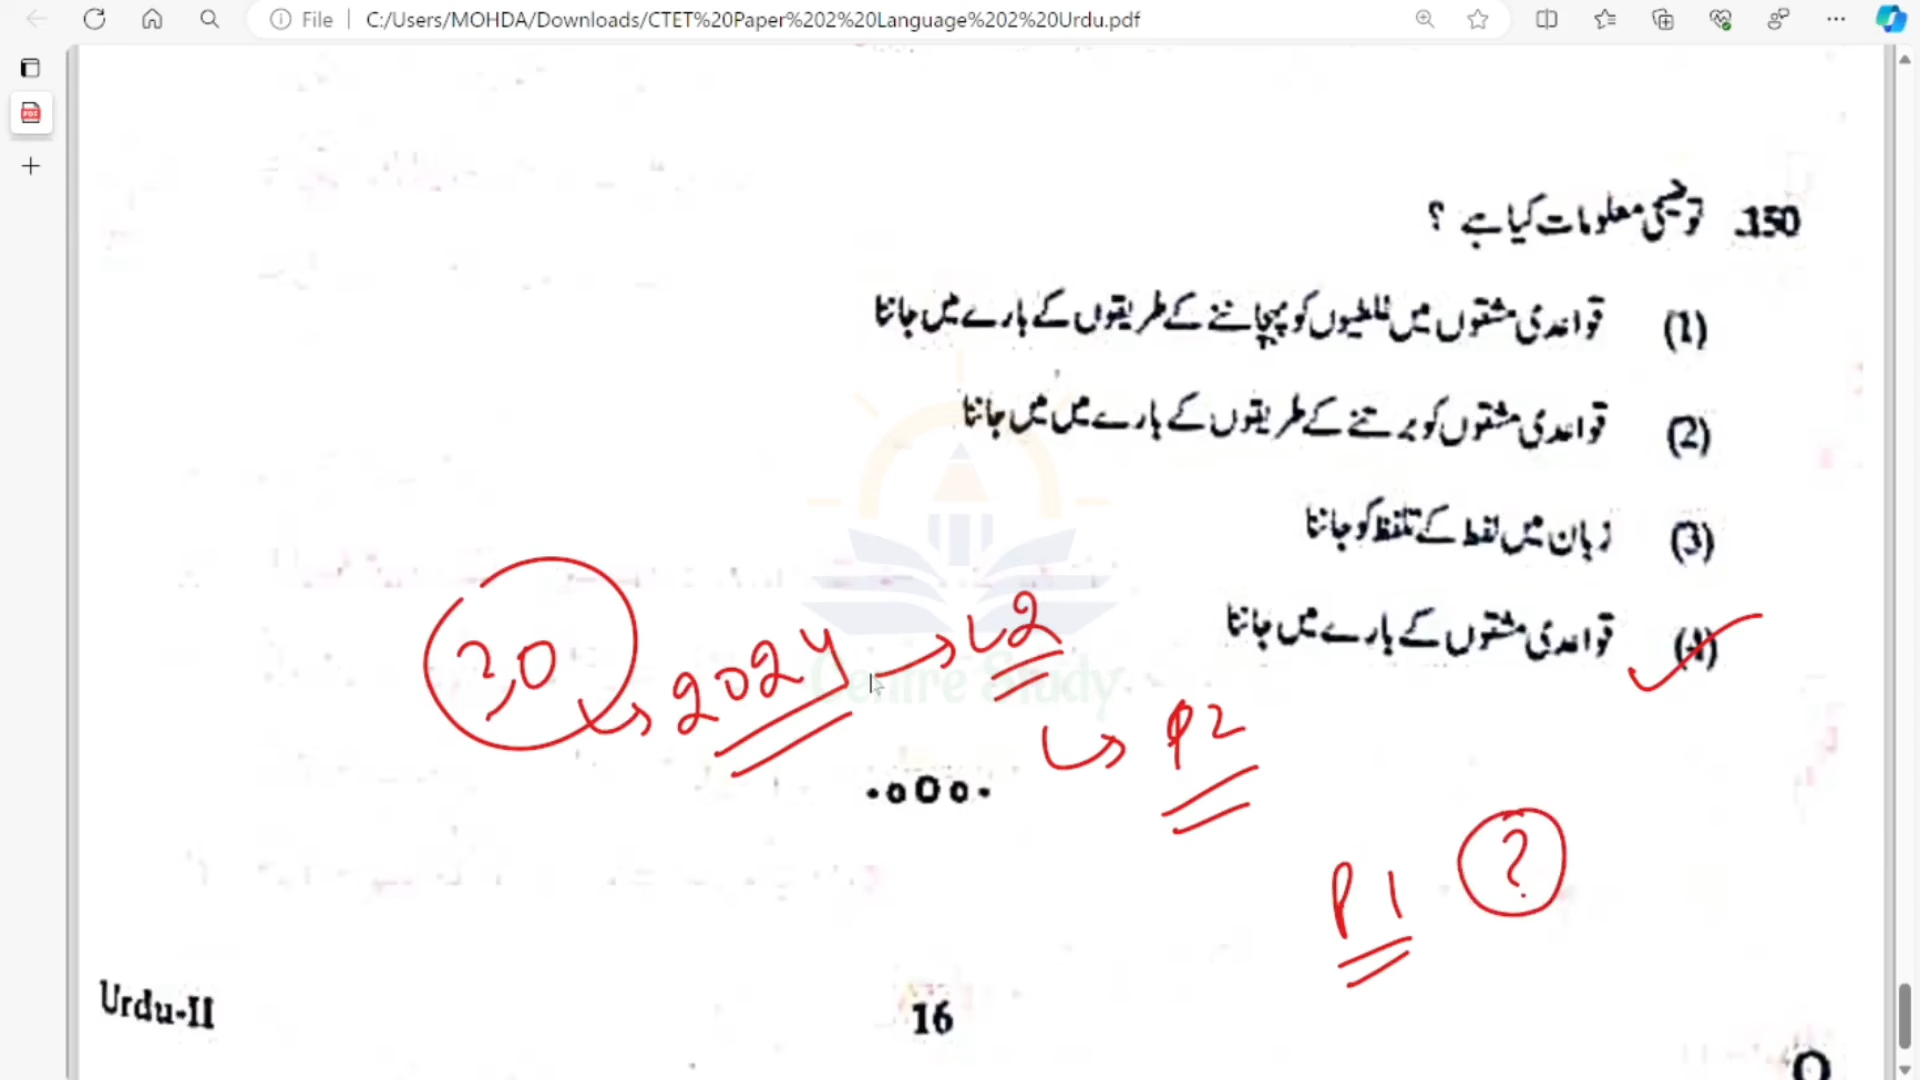 File C:/Users/MOHDA/Downloads/CTET%20Paper%202%20Language%202%20Urdu.pdf
150. توضیحی معلومات کیا ہے ؟
(1) قواعدی مشقوں میں غلطیوں کو پہچاننے کے طریقوں کے بارے میں جاننا
(2) قواعدی مشقوں کو برتنے کے طریقوں کے بارے میں میں جاننا
(3) زبان میں لفظ کے تلفظ کو جاننا
(4) قواعدی مشقوں کے بارے میں جاننا
30 2024 L2
Centre Study
P2
P1 ?
Urdu-II 16